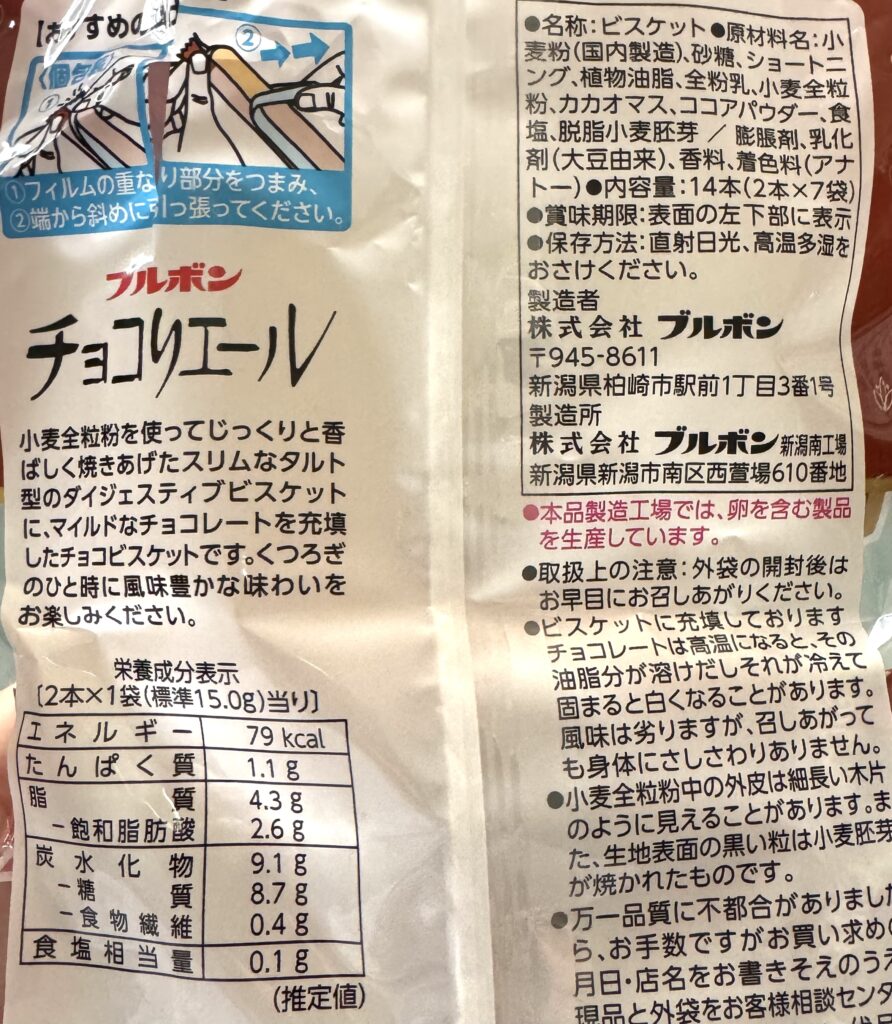 【おすすめの
〈個包
①
②
①フィルムの重なり部分をつまみ、
②端から斜めに引っ張ってください。
ブルボン
チョコリエール
小麦全粒粉を使ってじっくりと香
ばしく焼きあげたスリムなタルト
型のダイジェスティブビスケット
に、マイルドなチョコレートを充填
したチョコビスケットです。くつろぎ
のひと時に風味豊かな味わいを
お楽しみください。
栄養成分表示
〔2本×1袋(標準15.0g)当り〕
エネルギー 79 kcal
たんぱく質 1.1 g
脂質 4.3 g
−飽和脂肪酸 2.6 g
炭水化物 9.1 g
−糖質 8.7 g
−食物繊維 0.4 g
食塩相当量 0.1 g
(推定値)
●名称:ビスケット●原材料名:小
麦粉(国内製造)、砂糖、ショートニ
ング、植物油脂、全粉乳、小麦全粒
粉、カカオマス、ココアパウダー、食
塩、脱脂小麦胚芽 / 膨脹剤、乳化
剤(大豆由来)、香料、着色料(アナ
トー)●内容量:14本(2本×7袋)
●賞味期限:表面の左下部に表示
●保存方法:直射日光、高温多湿を
おさけください。
製造者
株式会社 ブルボン
〒945-8611
新潟県柏崎市駅前1丁目3番1号
製造所
株式会社 ブルボン 新潟南工場
新潟県新潟市南区西萱場610番地
●本品製造工場では、卵を含む製品
を生産しています。
●取扱上の注意:外袋の開封後は
お早目にお召しあがりください。
●ビスケットに充填しております
チョコレートは高温になると、その
油脂分が溶けだしそれが冷えて
固まると白くなることがあります。
風味は劣りますが、召しあがって
も身体にさしさわりありません。
●小麦全粒粉中の外皮は細長い木片
のように見えることがあります。ま
た、生地表面の黒い粒は小麦胚芽
が焼かれたものです。
●万一品質に不都合がありました
ら、お手数ですがお買い求めの
月日・店名をお書きそえのうえ
現品と外袋をお客様相談センタ